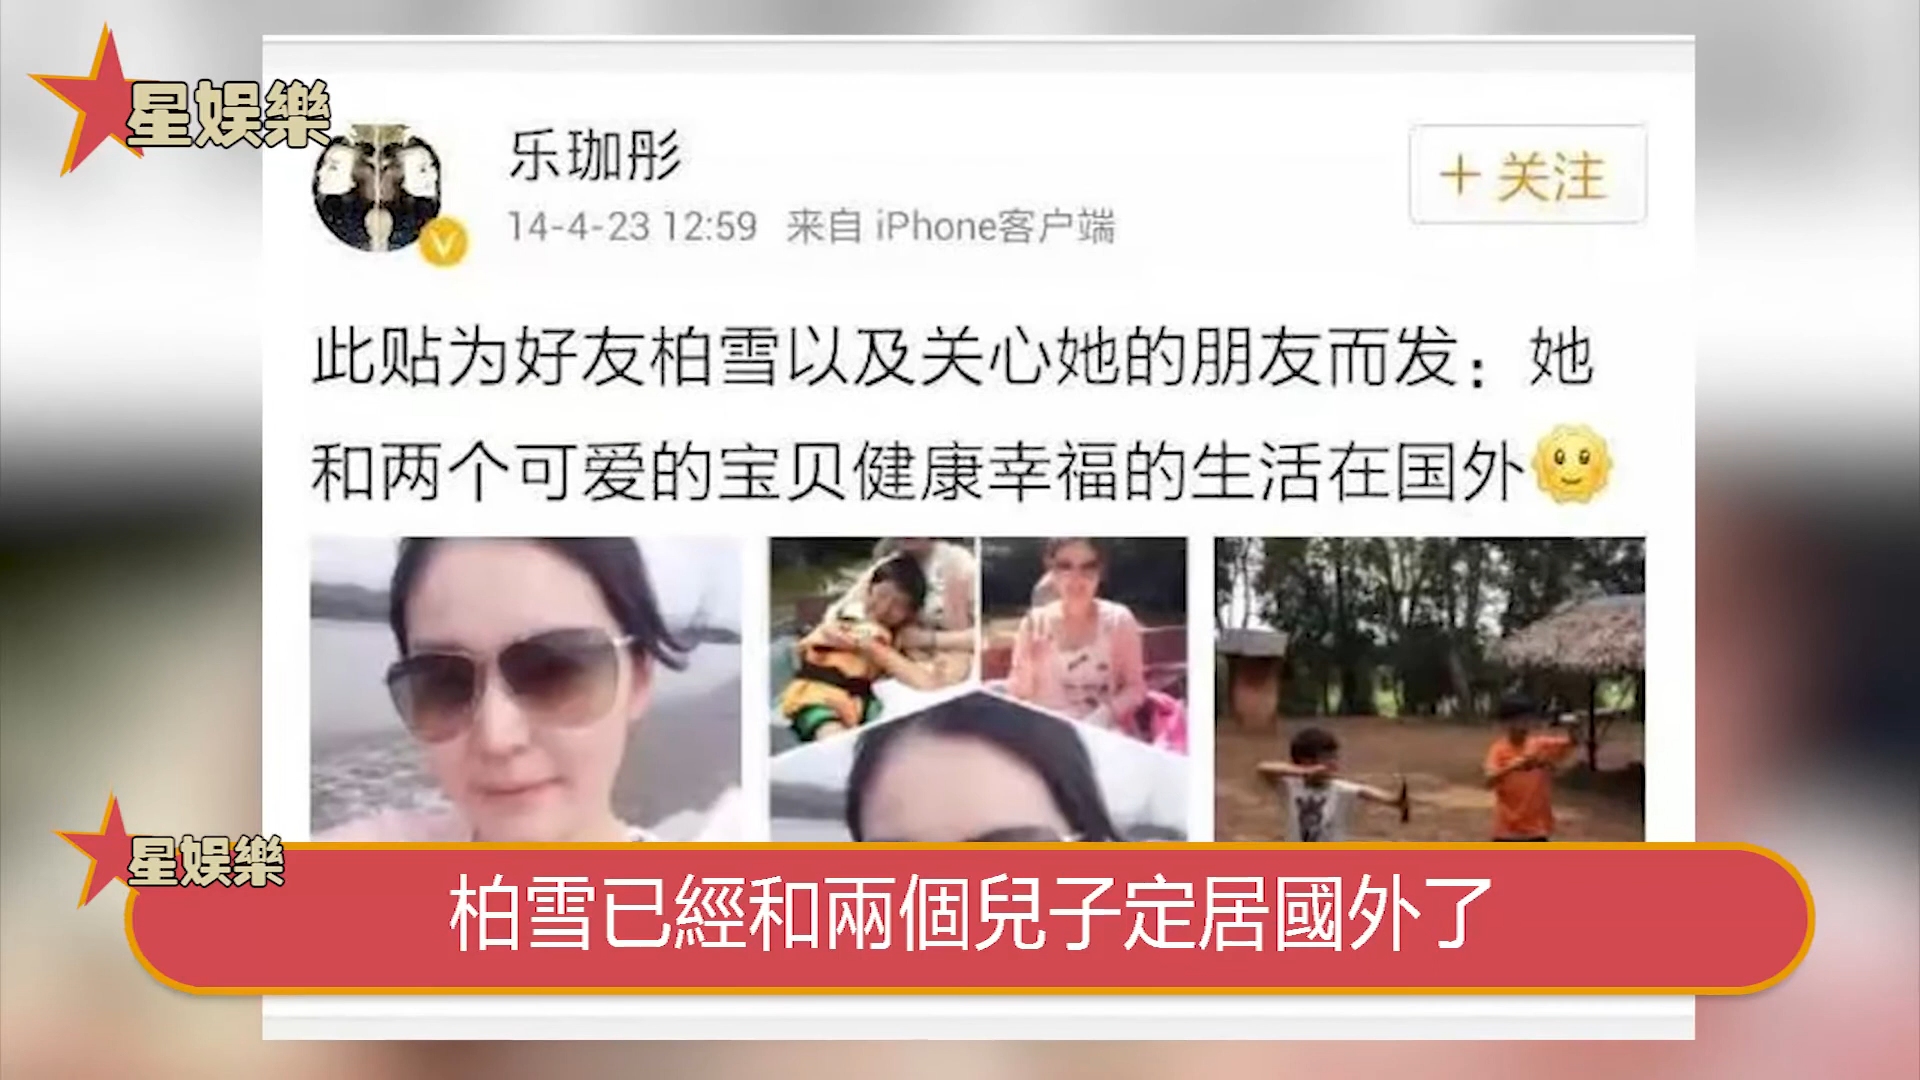 星娱樂
乐珈彤
+ 关注
14-4-23 12:59 来自 iPhone客户端
此贴为好友柏雪以及关心她的朋友而发：她
和两个可爱的宝贝健康幸福的生活在国外
星娱樂
柏雪已經和兩個兒子定居國外了